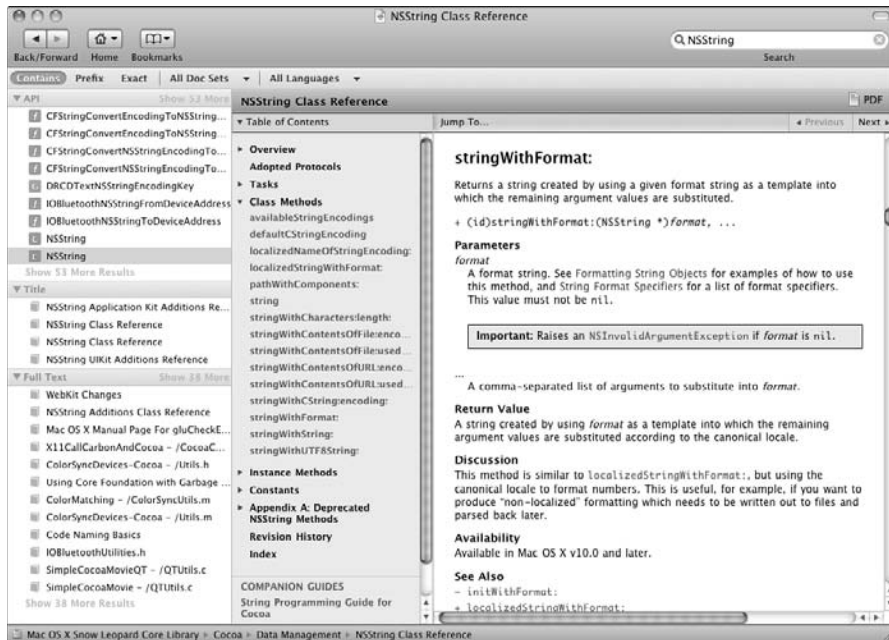 NSString Class Reference
Back/Forward Home Bookmarks
NSString
Search
Contains Prefix Exact All Doc Sets All Languages
API Show 53 More
CFStringConvertEncodingToNSString...
CFStringConvertEncodingToNSString...
CFStringConvertNSStringEncodingTo...
CFStringConvertNSStringEncodingTo...
DRCDTextNSStringEncodingKey
IOBluetoothNSStringFromDeviceAddress
IOBluetoothNSStringToDeviceAddress
NSString
NSString
Show 53 More Results
Title
NSString Application Kit Additions Re...
NSString Class Reference
NSString Class Reference
NSString UIKit Additions Reference
Full Text Show 38 More
WebKit Changes
NSString Additions Class Reference
Mac OS X Manual Page For gluCheckE...
X11CallCarbonAndCocoa – /CocoaC...
ColorSyncDevices-Cocoa – /Utils.h
Using Core Foundation with Garbage ...
ColorMatching – /ColorSyncUtils.m
ColorSyncDevices-Cocoa – /Utils.m
Code Naming Basics
IOBluetoothUtilities.h
SimpleCocoaMovieQT – /QTUtils.c
SimpleCocoaMovie – /QTUtils.c
Show 38 More Results
NSString Class Reference
PDF
Table of Contents
Jump To...
Previous Next
Overview
Adopted Protocols
Tasks
Class Methods
availableStringEncodings
defaultCStringEncoding
localizedNameOfStringEncoding:
localizedStringWithFormat:
pathWithComponents:
string
stringWithCharacters:length:
stringWithContentsOfFile:enco...
stringWithContentsOfFile:used...
stringWithContentsOfURL:enco...
stringWithContentsOfURL:used...
stringWithCString:encoding:
stringWithFormat:
stringWithString:
stringWithUTF8String:
Instance Methods
Constants
Appendix A: Deprecated
NSString Methods
Revision History
Index
COMPANION GUIDES
String Programming Guide for
Cocoa
stringWithFormat:
Returns a string created by using a given format string as a template into
which the remaining argument values are substituted.
+ (id)stringWithFormat:(NSString *)format, ...
Parameters
format
A format string. See Formatting String Objects for examples of how to use
this method, and String Format Specifiers for a list of format specifiers.
This value must not be nil.
Important: Raises an NSInvalidArgumentException if format is nil.
...
A comma-separated list of arguments to substitute into format.
Return Value
A string created by using format as a template into which the remaining
argument values are substituted according to the canonical locale.
Discussion
This method is similar to localizedStringWithFormat:, but using the
canonical locale to format numbers. This is useful, for example, if you want to
produce "non-localized" formatting which needs to be written out to files and
parsed back later.
Availability
Available in Mac OS X v10.0 and later.
See Also
- initWithFormat:
+ localizedStringWithFormat:
Mac OS X Snow Leopard Core Library ▸ Cocoa ▸ Data Management ▸ NSString Class Reference